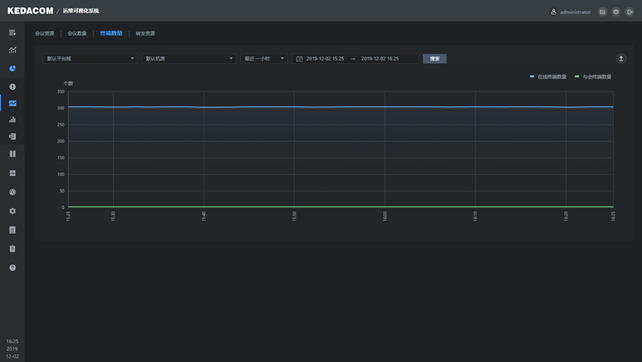 KEDACOM / 运维可视化系统
administrator
会议资源 会议数量 终端数量 转发资源
默认平台域 默认机房 最近一小时 2019-12-02 15:25 → 2019-12-02 16:25 搜索
在线终端数量 与会终端数量
个数
350
300
250
200
150
100
50
0
15:25 15:30 15:40 15:50 16:00 16:10 16:20 16:25
16:25
2019
12-02